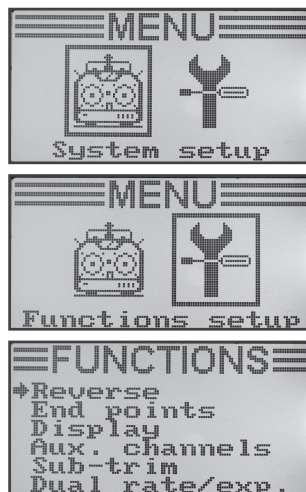 MENU
System setup
MENU
Functions setup
FUNCTIONS
Reverse
End points
Display
Aux. channels
Sub-trim
Dual rate/exp.